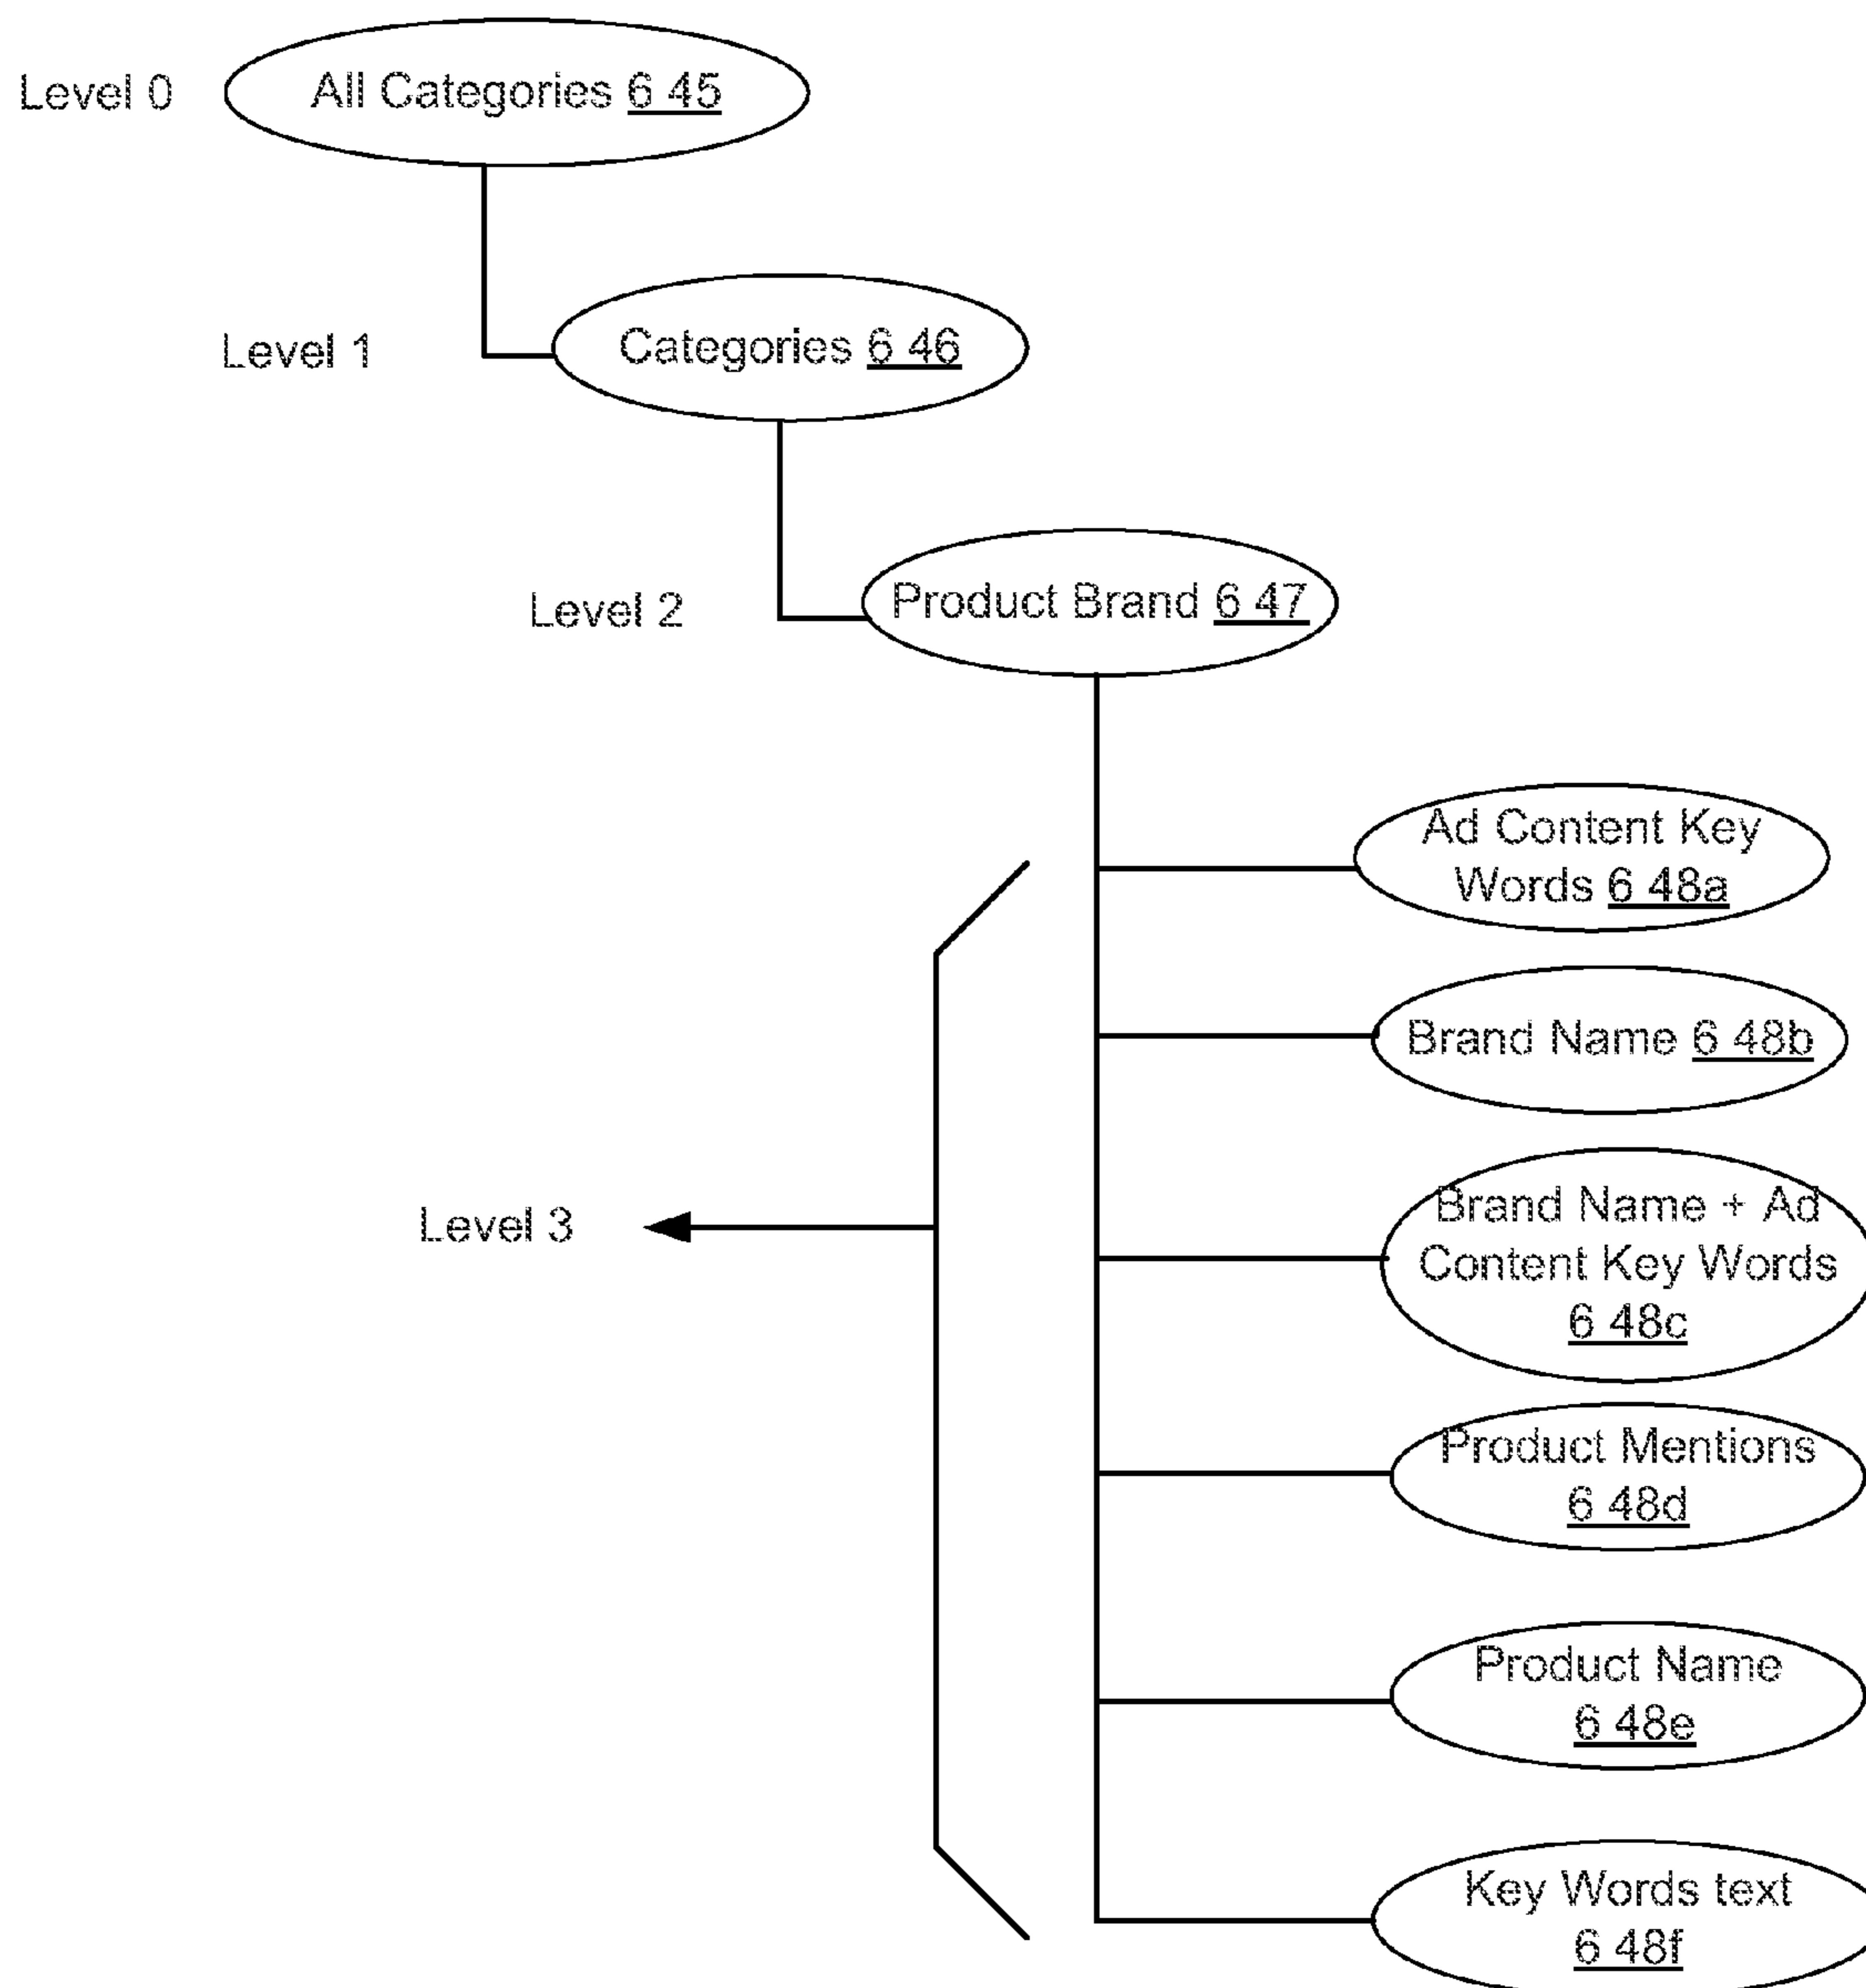 Level 0
All Categories 6 45
Level 1
Categories 6 46
Level 2
Product Brand 6 47
Ad Content Key
Words 6 48a
Brand Name 6 48b
Level 3
Brand Name + Ad
Content Key Words
6 48c
Product Mentions
6 48d
Product Name
6 48e
Key Words text
6 48f